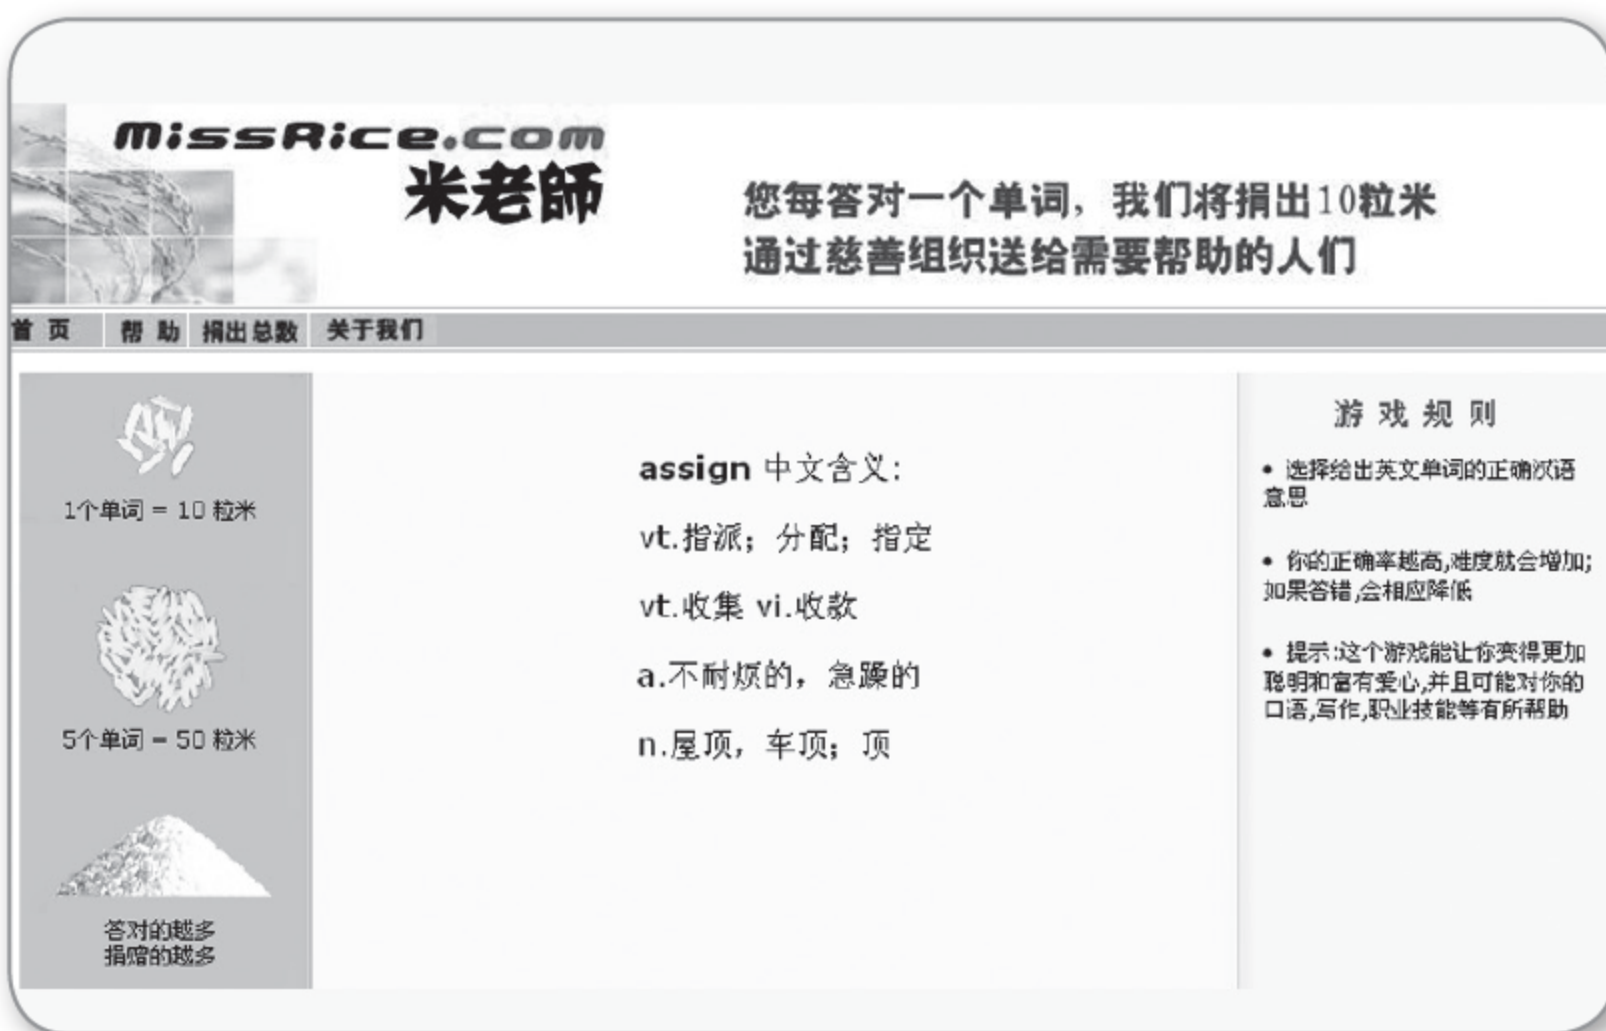 MissRice.com
米老師
您每答对一个单词，我们将捐出10粒米
通过慈善组织送给需要帮助的人们
首 页 帮 助 捐出总数 关于我们
1个单词 = 10 粒米
5个单词 = 50 粒米
答对的越多
捐赠的越多
assign 中文含义:
vt.指派；分配；指定
vt.收集 vi.收款
a.不耐烦的，急躁的
n.屋顶，车顶；顶
游 戏 规 则
• 选择给出英文单词的正确汉语
意思
• 你的正确率越高,难度就会增加;
如果答错,会相应降低
• 提示:这个游戏能让你变得更加
聪明和富有爱心,并且可能对你的
口语,写作,职业技能等有所帮助